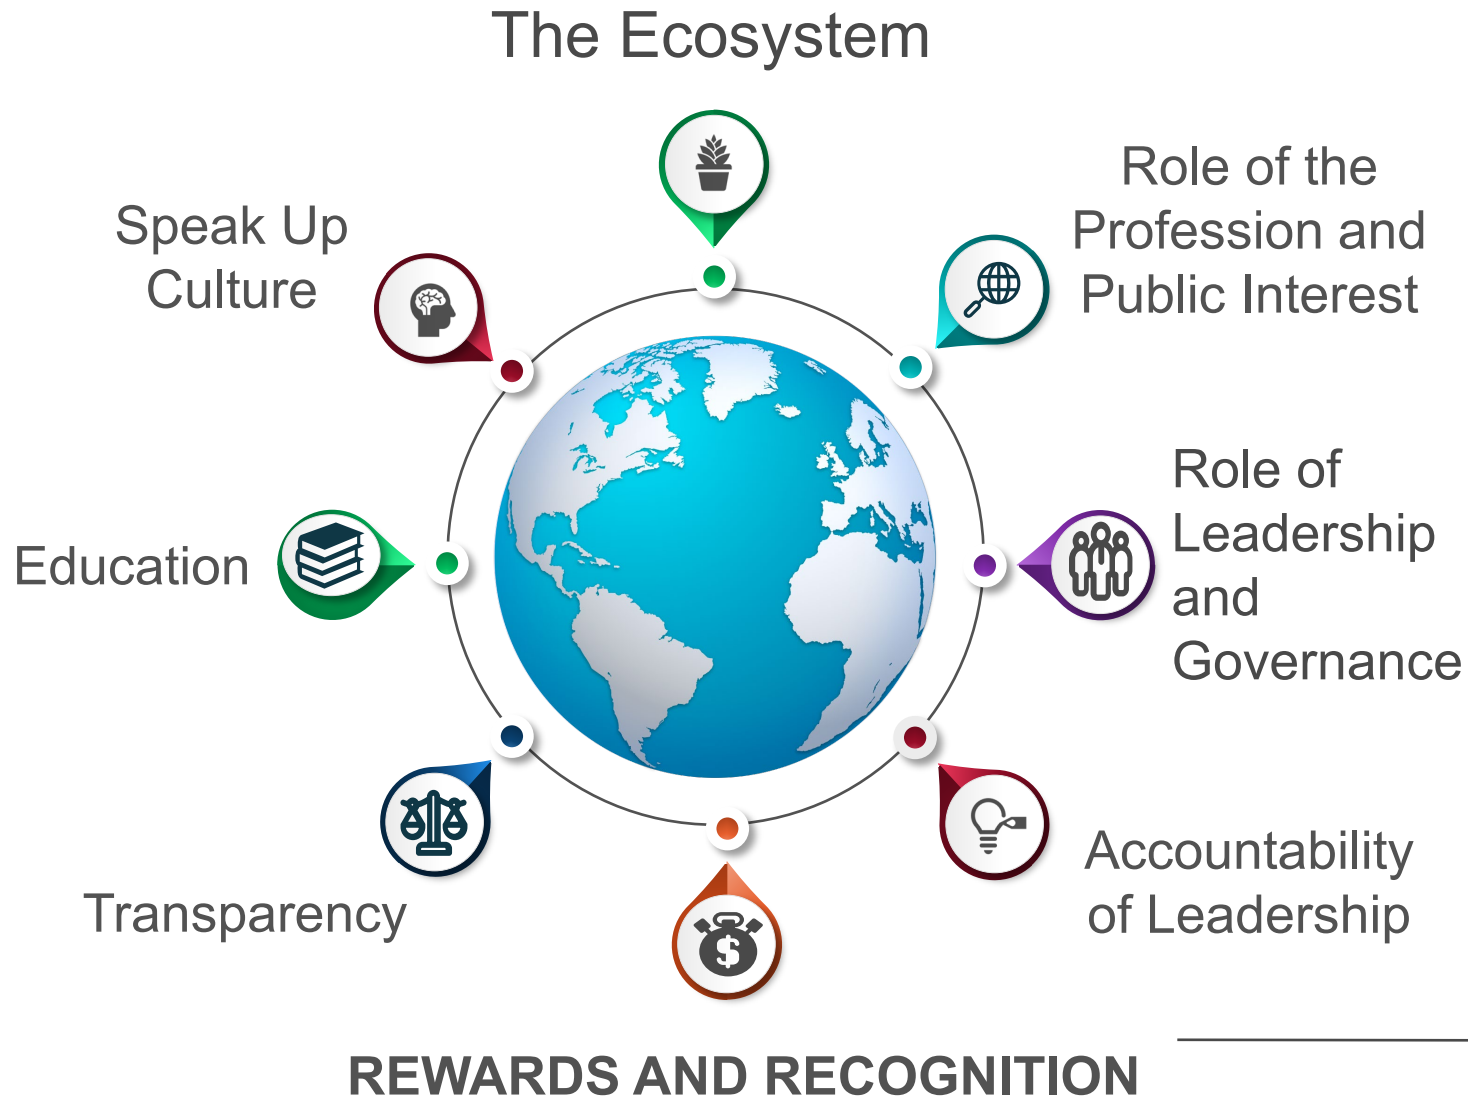 The Ecosystem
Role of the
Profession and
Public Interest
Speak Up
Culture
Role of
Leadership
and
Governance
Education
Accountability
of Leadership
Transparency
$
REWARDS AND RECOGNITION